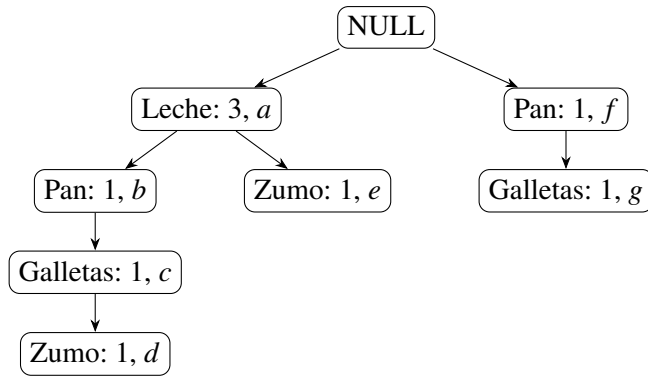 NULL
Leche: 3, a
Pan: 1, f
Pan: 1, b
Zumo: 1, e
Galletas: 1, g
Galletas: 1, c
Zumo: 1, d